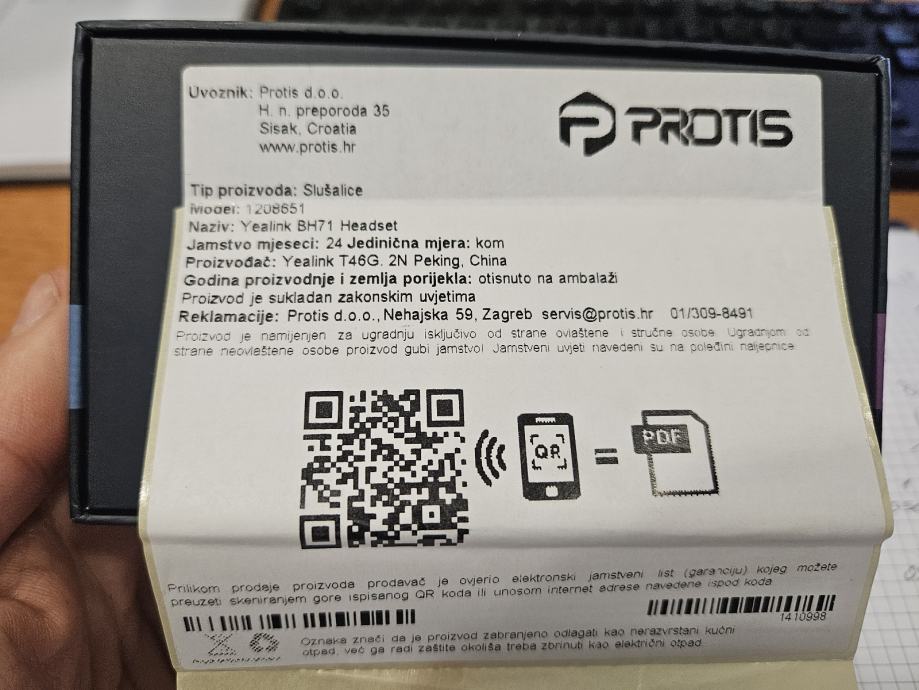 Uvoznik: Protis d.o.o.
H. n. preporoda 35
Sisak, Croatia
www.protis.hr
PROTIS
Tip proizvoda: Slušalice
Model: 1208651
Naziv: Yealink BH71 Headset
Jamstvo mjeseci: 24 Jedinična mjera: kom
Proizvođač: Yealink T46G. 2N Peking, China
Godina proizvodnje i zemlja porijekla: otisnuto na ambalaži
Proizvod je sukladan zakonskim uvjetima
Reklamacije: Protis d.o.o., Nehajska 59, Zagreb servis@protis.hr 01/309-8491
Proizvod je namijenjen za ugradnju isključivo od strane ovlaštene i stručne osobe. Ugradnjom od
strane neovlaštene osobe proizvod gubi jamstvo! Jamstveni uvjeti navedeni su na poleđini naljepnice.
QR
=
PDF
Prilikom prodaje proizvoda prodavač je ovjerio elektronski jamstveni list (garanciju) kojeg možete
preuzeti skeniranjem gore ispisanog QR koda ili unosom internet adrese navedene ispod koda
1410998
Oznaka znači da je proizvod zabranjeno odlagati kao nerazvrstani kućni
otpad, već ga radi zaštite okoliša treba zbrinuti kao električni otpad.